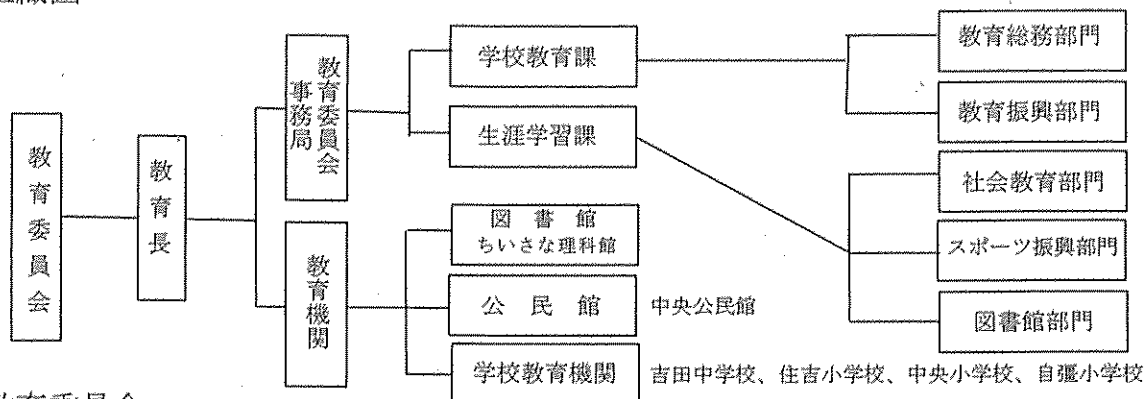 教育総務部門
学校教育課
教育委員会
事務局
教育振興部門
生涯学習課
教育委員会
教育長
社会教育部門
図書館
ちいさな理科館
スポーツ振興部門
教育機関
公民館 中央公民館
図書館部門
学校教育機関 吉田中学校、住吉小学校、中央小学校、自彊小学校